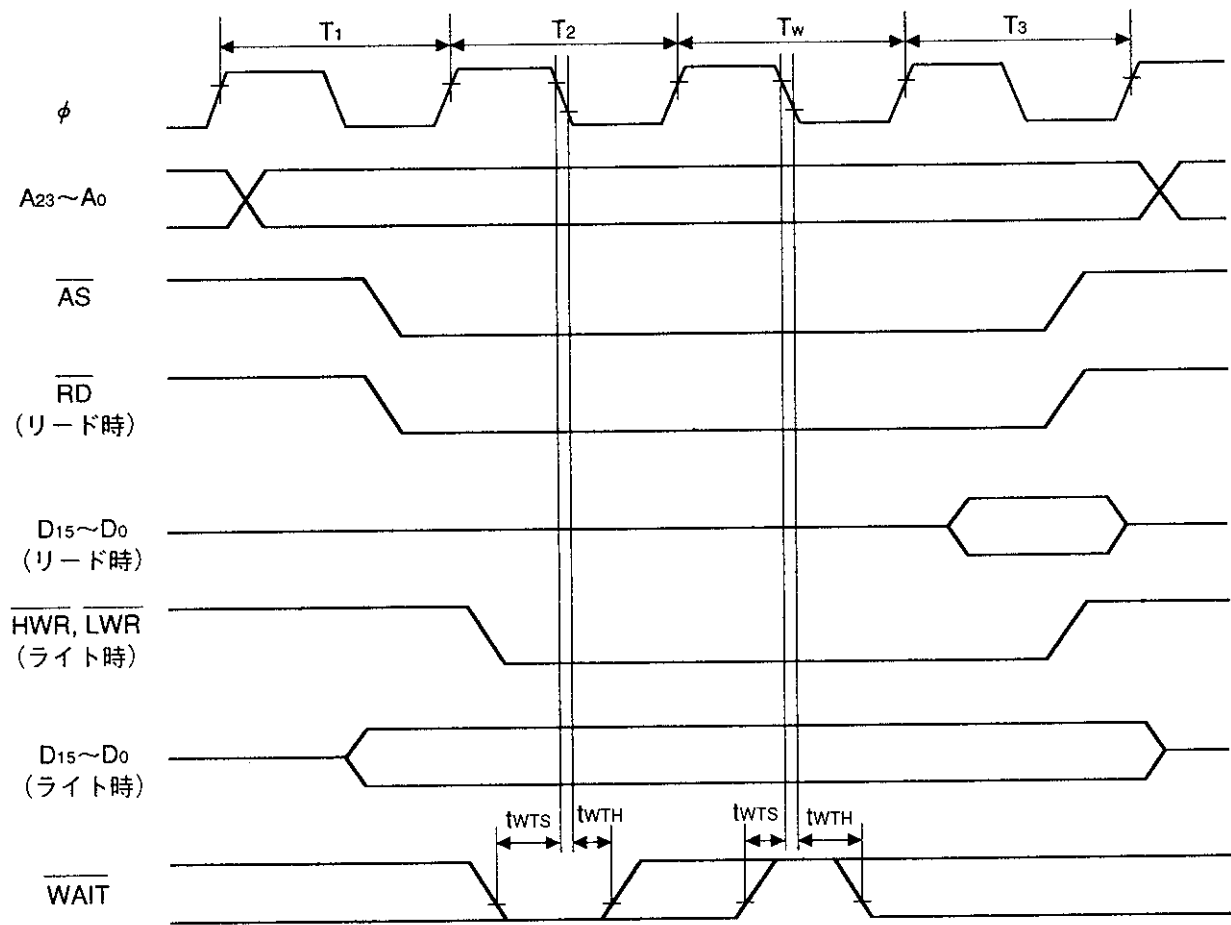 T1 T2 Tw T3
ϕ
A23～A0
AS
RD
（リード時）
D15～D0
（リード時）
HWR, LWR
（ライト時）
D15～D0
（ライト時）
tWTS tWTH tWTS tWTH
WAIT